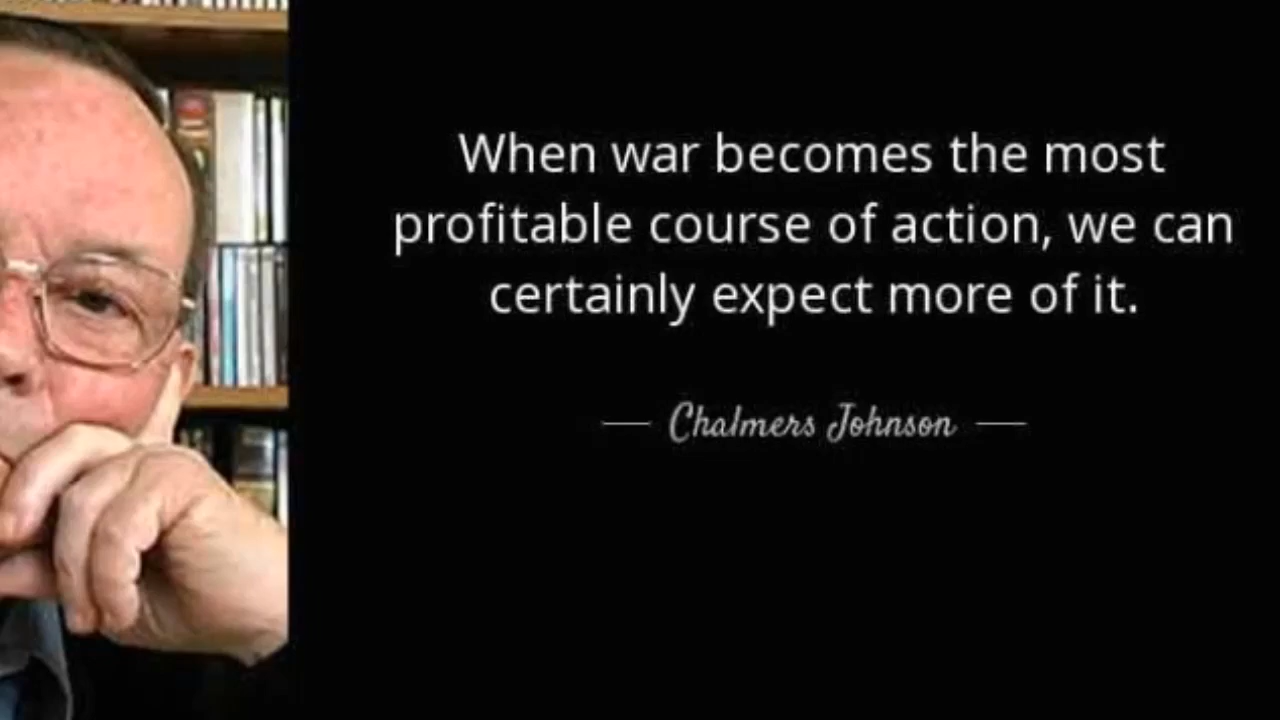 When war becomes the most
profitable course of action, we can
certainly expect more of it.
Chalmers Johnson